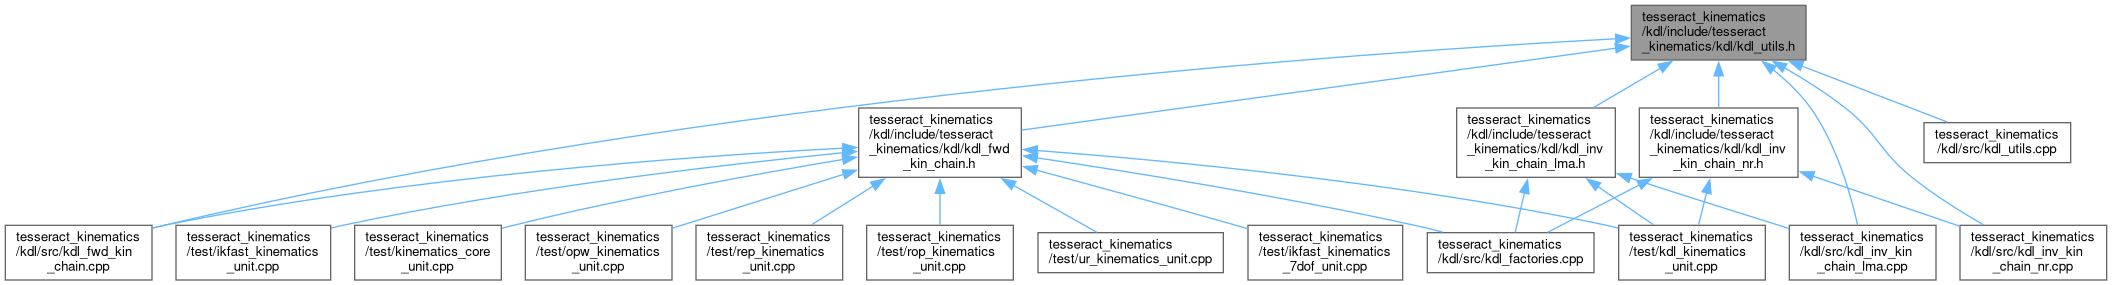 tesseract_kinematics
/kdl/include/tesseract
_kinematics/kdl/kdl_utils.h
tesseract_kinematics
/kdl/include/tesseract
_kinematics/kdl/kdl_fwd
_kin_chain.h
tesseract_kinematics
/kdl/include/tesseract
_kinematics/kdl/kdl_inv
_kin_chain_lma.h
tesseract_kinematics
/kdl/include/tesseract
_kinematics/kdl/kdl_inv
_kin_chain_nr.h
tesseract_kinematics
/kdl/src/kdl_utils.cpp
tesseract_kinematics
/kdl/src/kdl_fwd_kin
_chain.cpp
tesseract_kinematics
/test/ikfast_kinematics
_unit.cpp
tesseract_kinematics
/test/kinematics_core
_unit.cpp
tesseract_kinematics
/test/opw_kinematics
_unit.cpp
tesseract_kinematics
/test/rep_kinematics
_unit.cpp
tesseract_kinematics
/test/rop_kinematics
_unit.cpp
tesseract_kinematics
/test/ur_kinematics_unit.cpp
tesseract_kinematics
/test/ikfast_kinematics
_7dof_unit.cpp
tesseract_kinematics
/kdl/src/kdl_factories.cpp
tesseract_kinematics
/test/kdl_kinematics
_unit.cpp
tesseract_kinematics
/kdl/src/kdl_inv_kin
_chain_lma.cpp
tesseract_kinematics
/kdl/src/kdl_inv_kin
_chain_nr.cpp